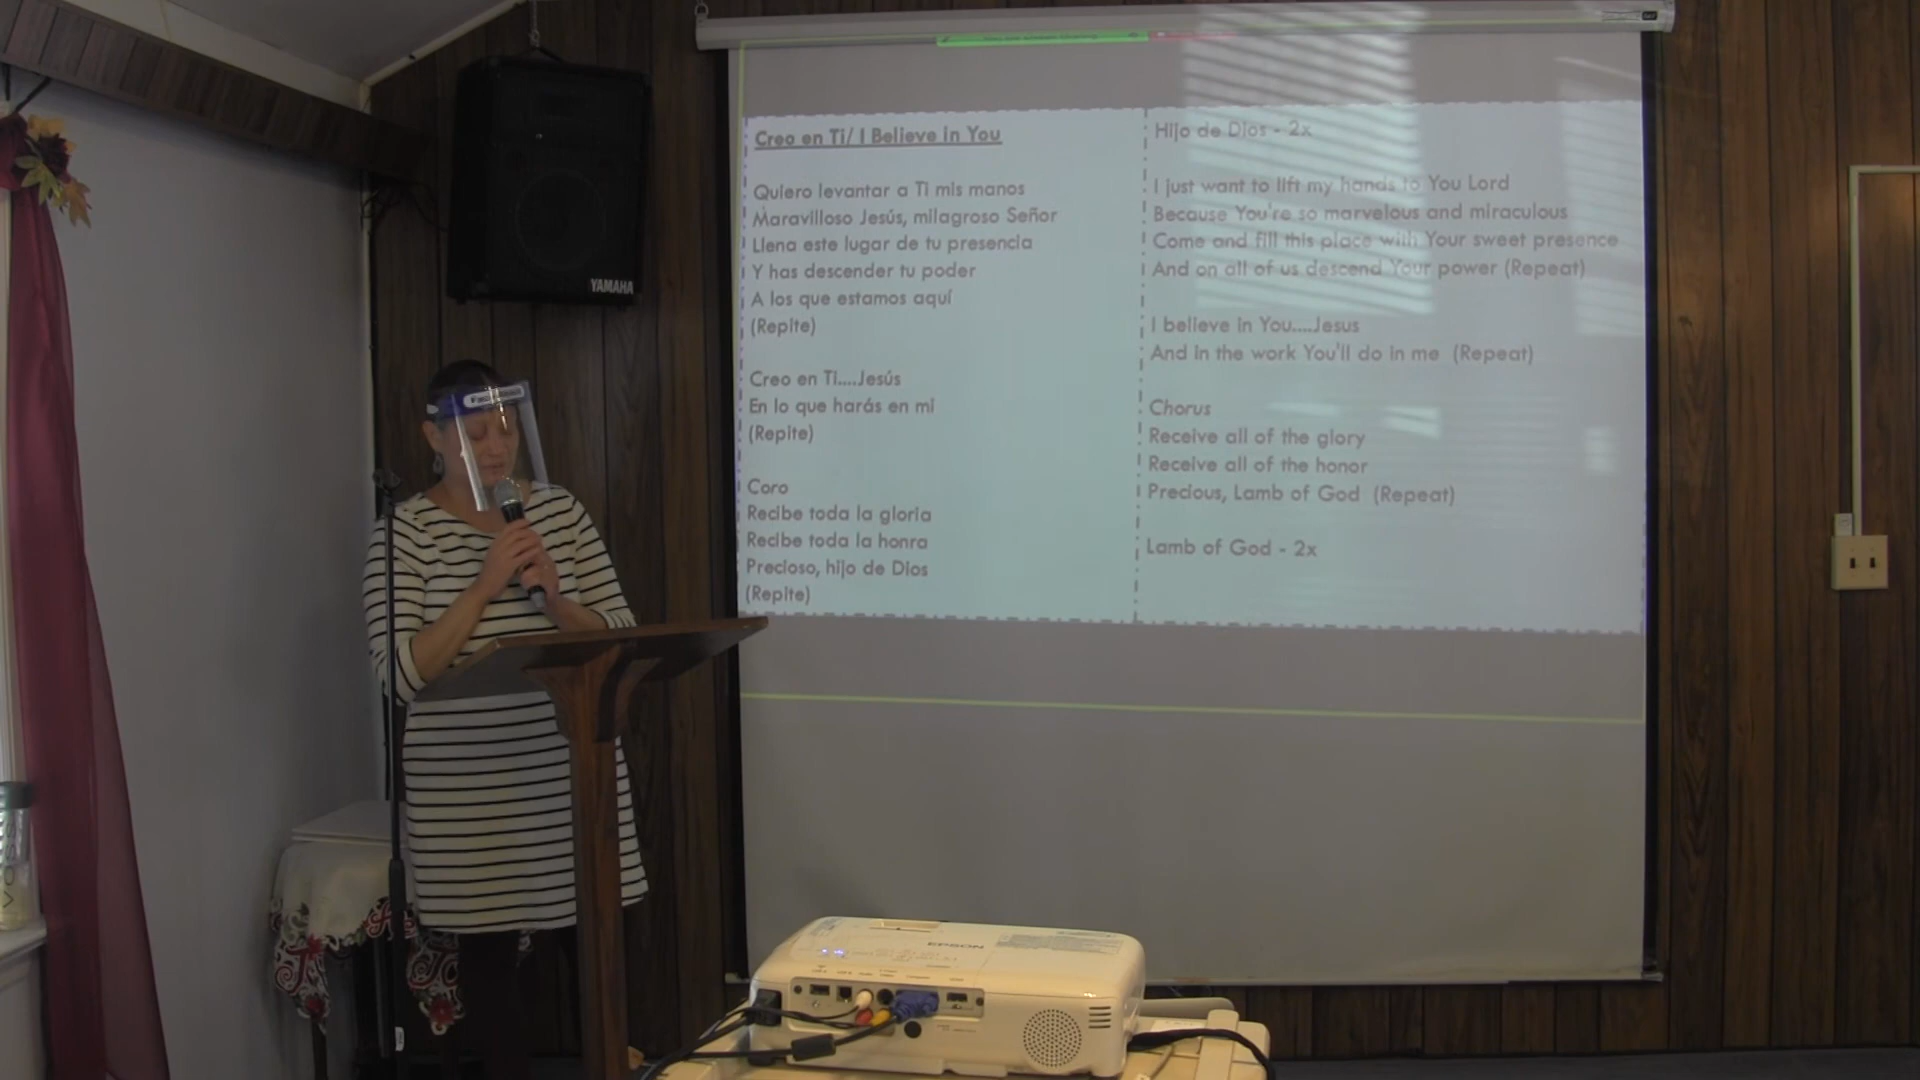 YAMAHA
Creo en Ti/ I Believe in You
Quiero levantar a Ti mis manos
Maravilloso Jesús, milagroso Señor
Llena este lugar de tu presencia
Y has descender tu poder
A los que estamos aquí
(Repite)
Creo en Ti....Jesús
En lo que harás en mi
(Repite)
Coro
Recibe toda la gloria
Recibe toda la honra
Precioso, hijo de Dios
(Repite)
Hijo de Dios - 2x
I just want to lift my hands to You Lord
Because You're so marvelous and miraculous
Come and fill this place with Your sweet presence
And on all of us descend Your power (Repeat)
I believe in You....Jesus
And in the work You'll do in me (Repeat)
Chorus
Receive all of the glory
Receive all of the honor
Precious, Lamb of God (Repeat)
Lamb of God - 2x
EPSON
VOSS